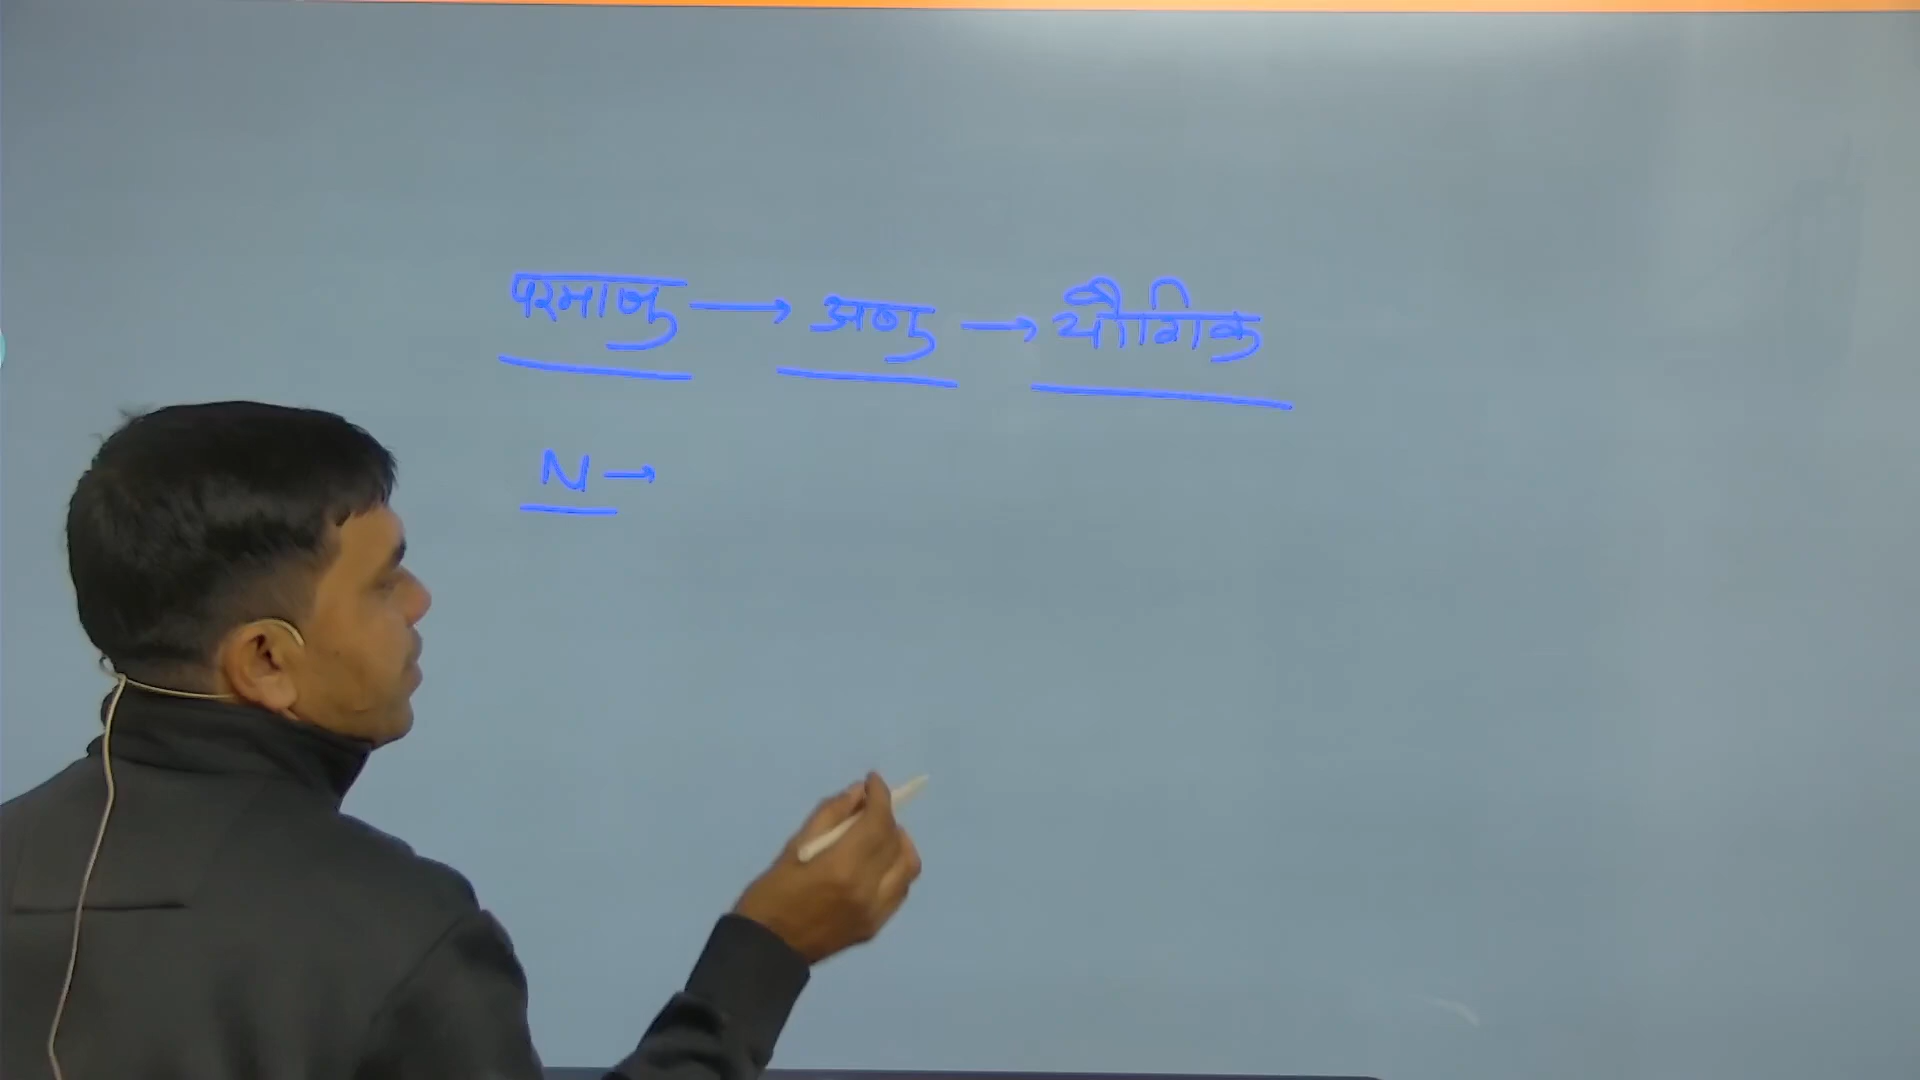 परमाणु → अणु → यौगिक
N →